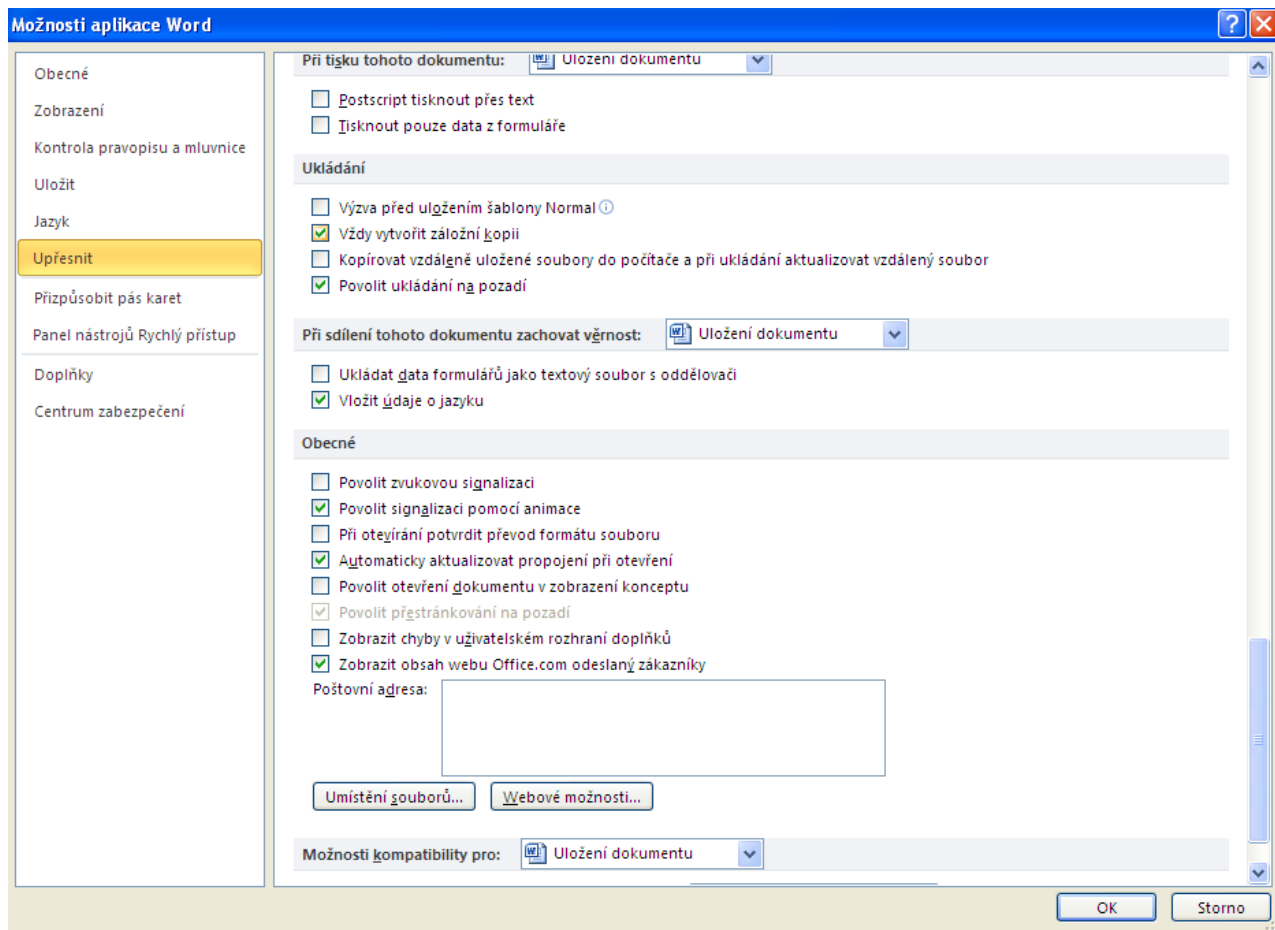 Možnosti aplikace Word
Obecné
Zobrazení
Kontrola pravopisu a mluvnice
Uložit
Jazyk
Upřesnit
Přizpůsobit pás karet
Panel nástrojů Rychlý přístup
Doplňky
Centrum zabezpečení
Při tisku tohoto dokumentu: Uložení dokumentu
Postscript tisknout přes text
Tisknout pouze data z formuláře
Ukládání
Výzva před uložením šablony Normal
Vždy vytvořit záložní kopii
Kopírovat vzdáleně uložené soubory do počítače a při ukládání aktualizovat vzdálený soubor
Povolit ukládání na pozadí
Při sdílení tohoto dokumentu zachovat věrnost: Uložení dokumentu
Ukládat data formulářů jako textový soubor s oddělovači
Vložit údaje o jazyku
Obecné
Povolit zvukovou signalizaci
Povolit signalizaci pomocí animace
Při otevírání potvrdit převod formátu souboru
Automaticky aktualizovat propojení při otevření
Povolit otevření dokumentu v zobrazení konceptu
Povolit přestránkování na pozadí
Zobrazit chyby v uživatelském rozhraní doplňků
Zobrazit obsah webu Office.com odeslaný zákazníky
Poštovní adresa:
Umístění souborů... Webové možnosti...
Možnosti kompatibility pro: Uložení dokumentu
OK Storno